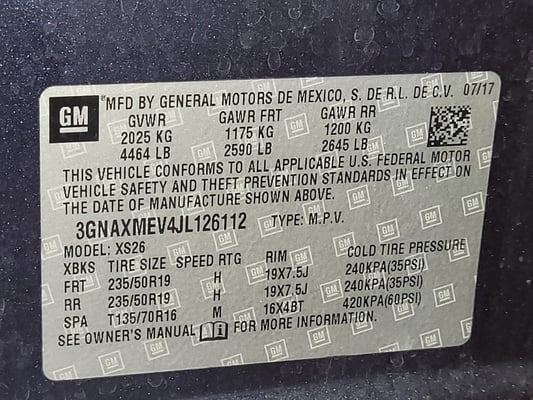 GM MFD BY GENERAL MOTORS DE MEXICO, S. DE R.L. DE C.V. 07/17
GVWR GAWR FRT GAWR RR
2025 KG 1175 KG 1200 KG
4464 LB 2590 LB 2645 LB
THIS VEHICLE CONFORMS TO ALL APPLICABLE U.S. FEDERAL MOTOR
VEHICLE SAFETY AND THEFT PREVENTION STANDARDS IN EFFECT ON
THE DATE OF MANUFACTURE SHOWN ABOVE.
3GNAXMEV4JL126112 TYPE: M.P.V.
MODEL: XS26
XBKS TIRE SIZE SPEED RTG RIM COLD TIRE PRESSURE
FRT 235/50R19 H 19X7.5J 240KPA(35PSI)
RR 235/50R19 H 19X7.5J 240KPA(35PSI)
SPA T135/70R16 M 16X4BT 420KPA(60PSI)
SEE OWNER'S MANUAL FOR MORE INFORMATION.